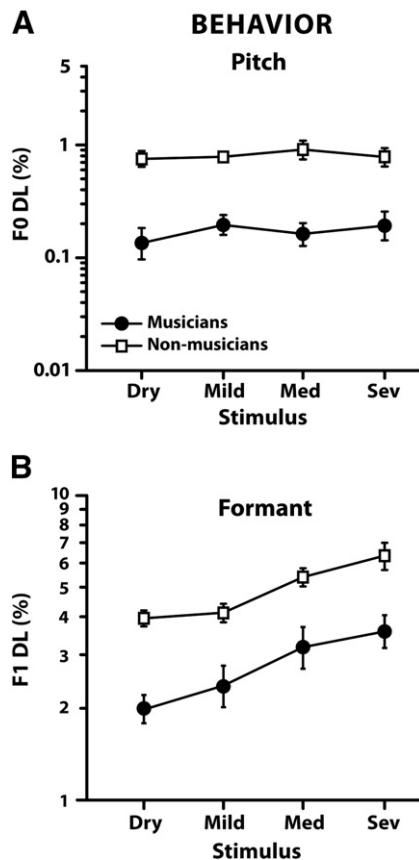 A
BEHAVIOR
Pitch
5
1
0.1
0.01
F0 DL (%)
Musicians
Non-musicians
Dry Mild Med Sev
Stimulus
B
Formant
10
9
8
7
6
5
4
3
2
1
F1 DL (%)
Dry Mild Med Sev
Stimulus